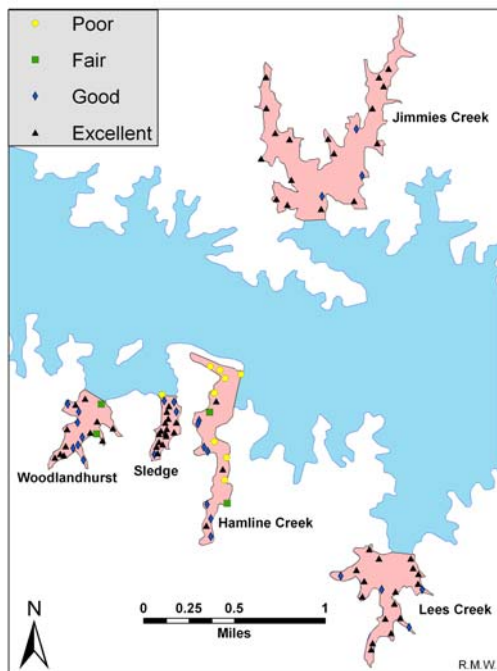 Poor
Fair
Good
Excellent
Jimmies Creek
Woodlandhurst
Sledge
Hamline Creek
Lees Creek
N
0 0.25 0.5 1
Miles
R.M.W.